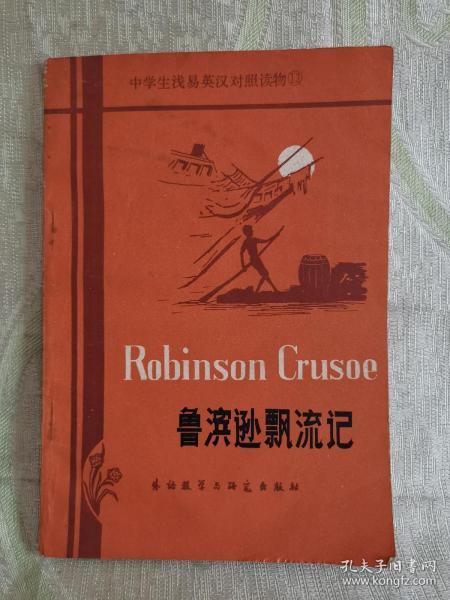 中学生浅易英汉对照读物⑬
Robinson Crusoe
鲁滨逊飘流记
外语教学与研究出版社
孔夫子旧书网
www.kongfz.com